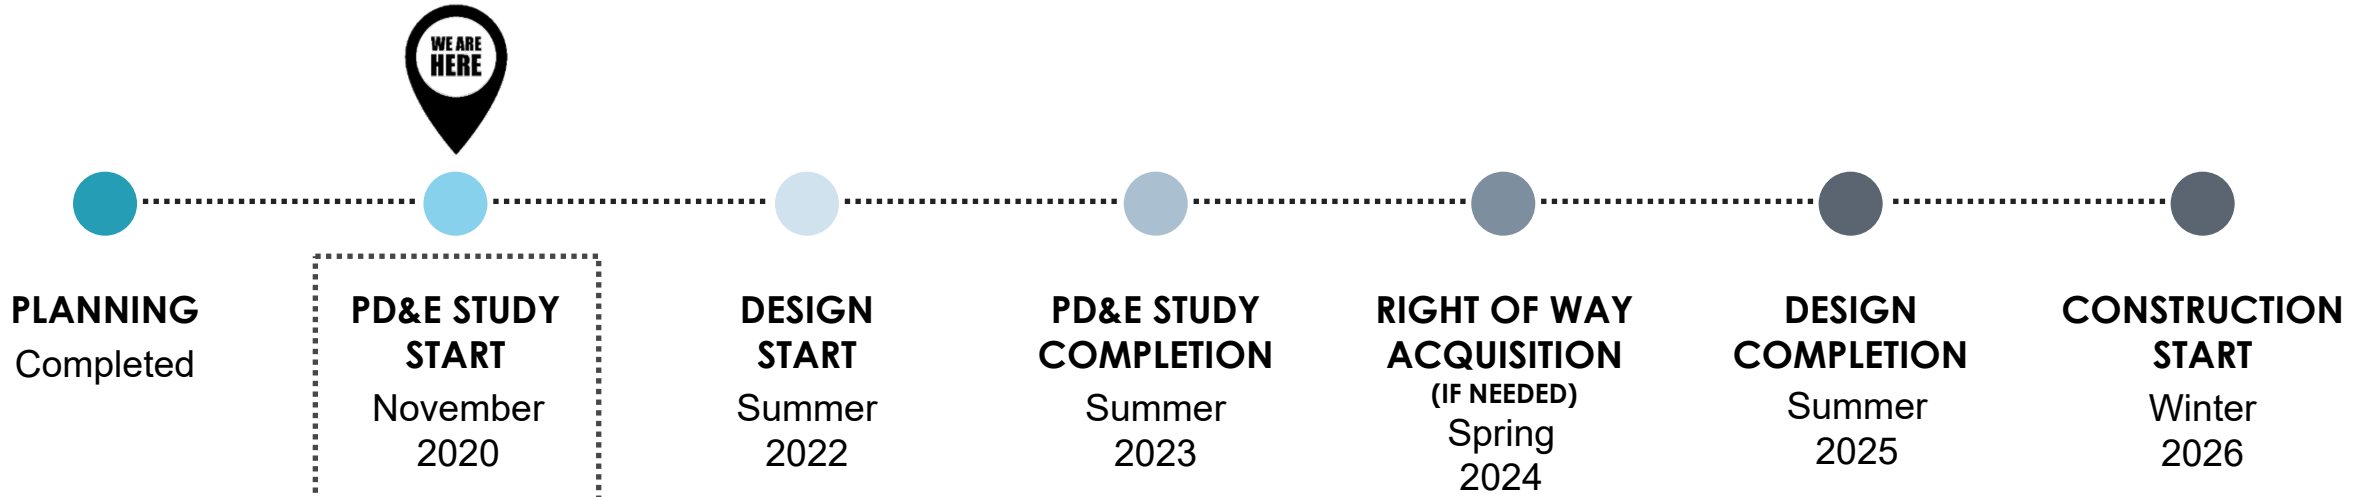 WE ARE
HERE
PLANNING
Completed
PD&E STUDY
START
November
2020
DESIGN
START
Summer
2022
PD&E STUDY
COMPLETION
Summer
2023
RIGHT OF WAY
ACQUISITION
(IF NEEDED)
Spring
2024
DESIGN
COMPLETION
Summer
2025
CONSTRUCTION
START
Winter
2026